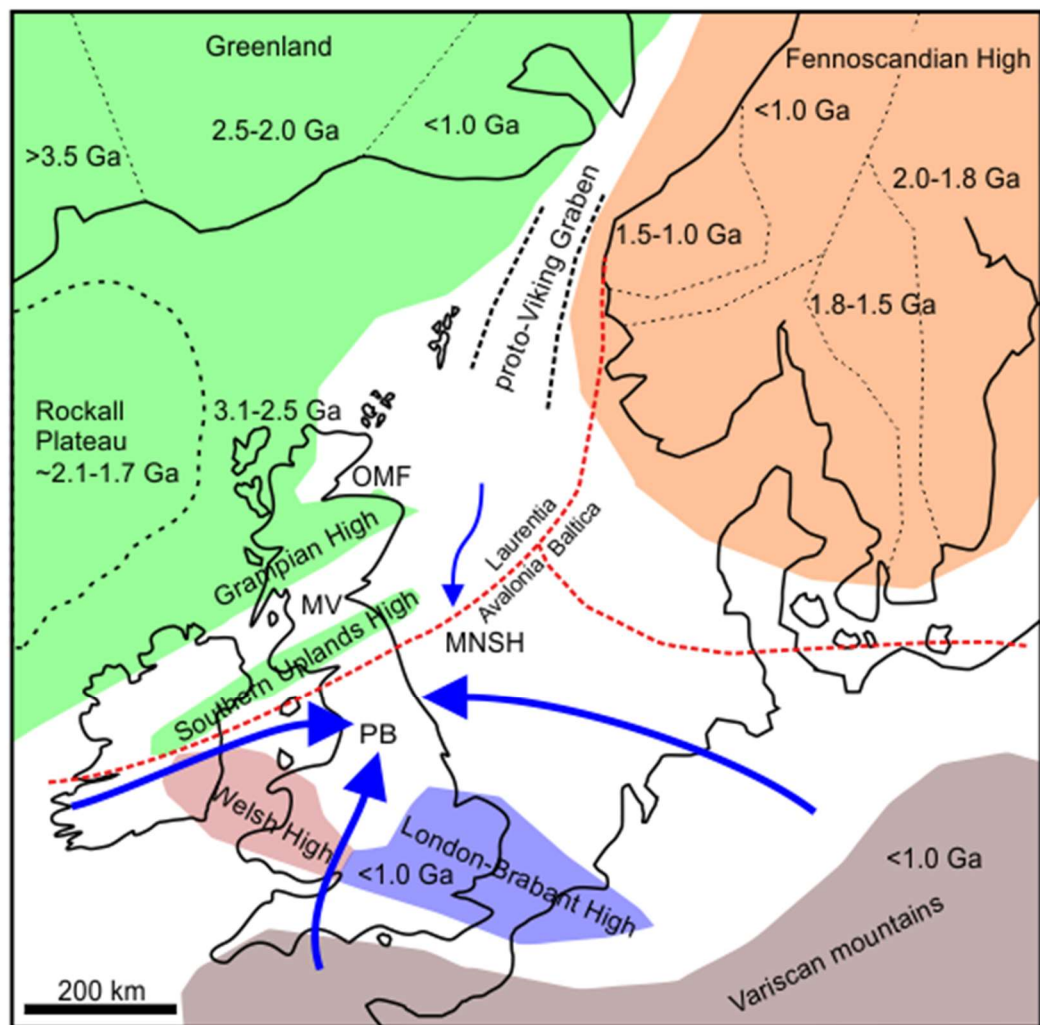 Greenland
Fennoscandian High
<1.0 Ga
2.5-2.0 Ga
<1.0 Ga
>3.5 Ga
2.0-1.8 Ga
proto-Viking Graben
1.5-1.0 Ga
1.8-1.5 Ga
Rockall
Plateau
~2.1-1.7 Ga
3.1-2.5 Ga
OMF
Grampian High
Laurentia
Baltica
Avalonia
MV
MNSH
Southern Uplands High
PB
Welsh High
London-Brabant High
<1.0 Ga
<1.0 Ga
Variscan mountains
200 km